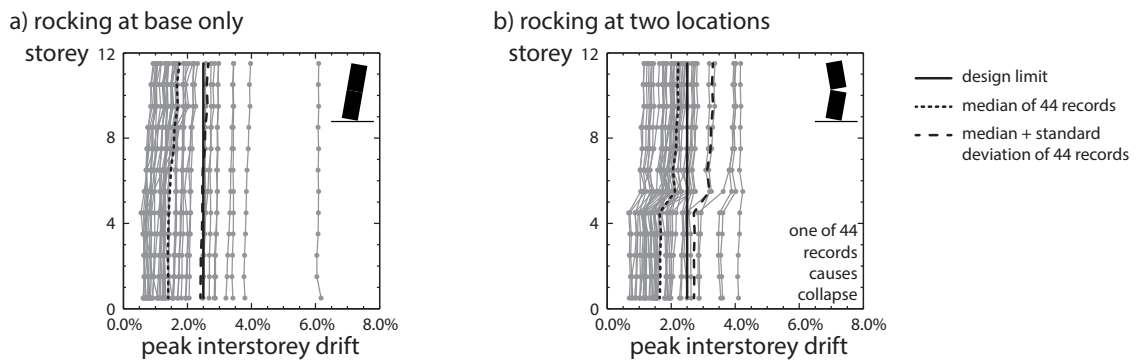 a) rocking at base only
storey
12
8
4
0
0.0%
2.0%
4.0%
6.0%
8.0%
peak interstorey drift
b) rocking at two locations
storey
12
8
4
0
0.0%
2.0%
4.0%
6.0%
8.0%
peak interstorey drift
one of 44
records
causes
collapse
design limit
median of 44 records
median + standard
deviation of 44 records